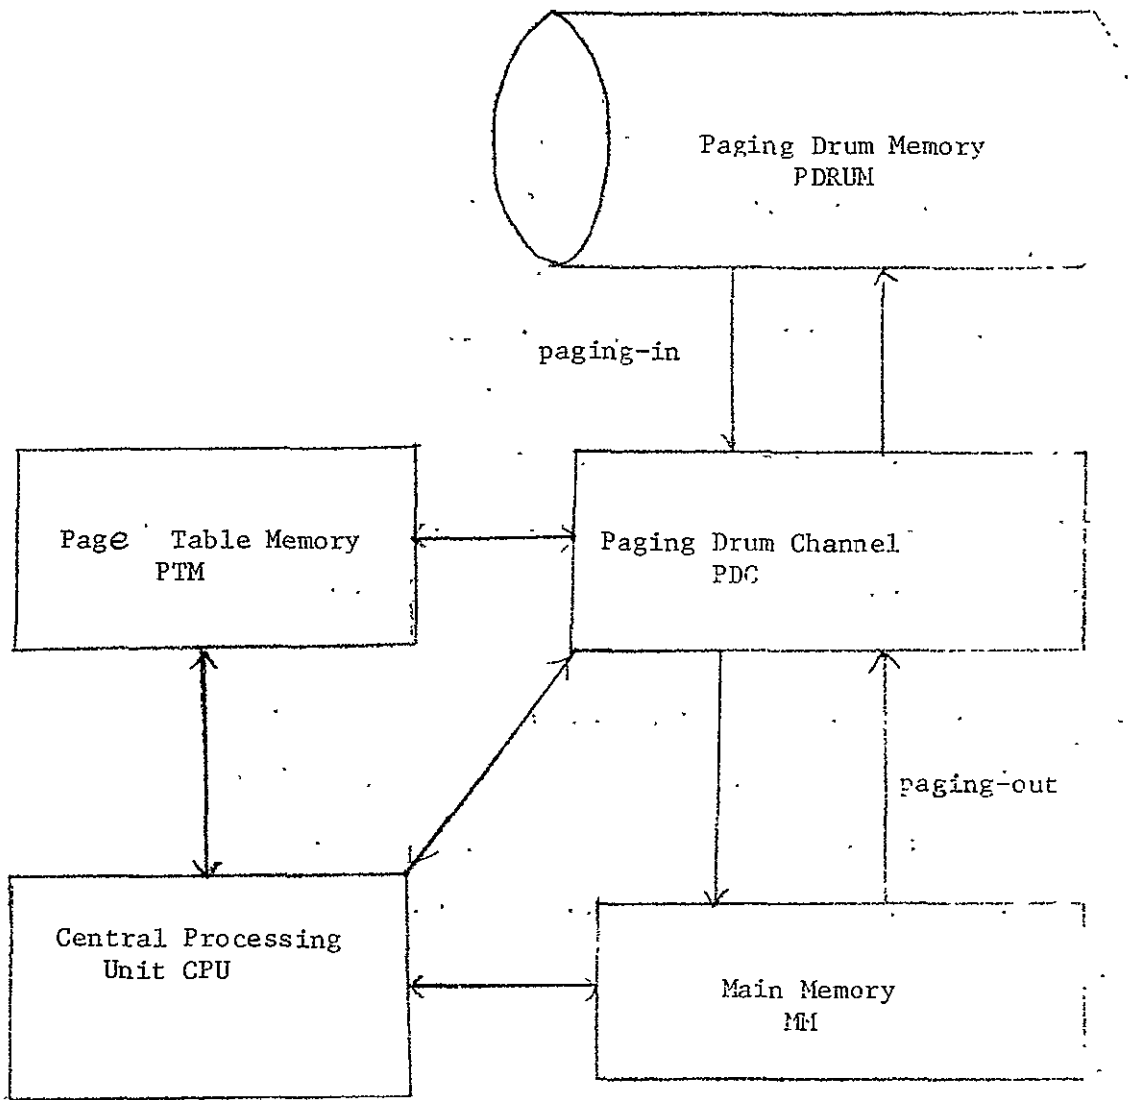 Paging Drum Memory
PDRUM
paging-in
Page Table Memory
PTM
Paging Drum Channel
PDC
paging-out
Central Processing
Unit CPU
Main Memory
MM